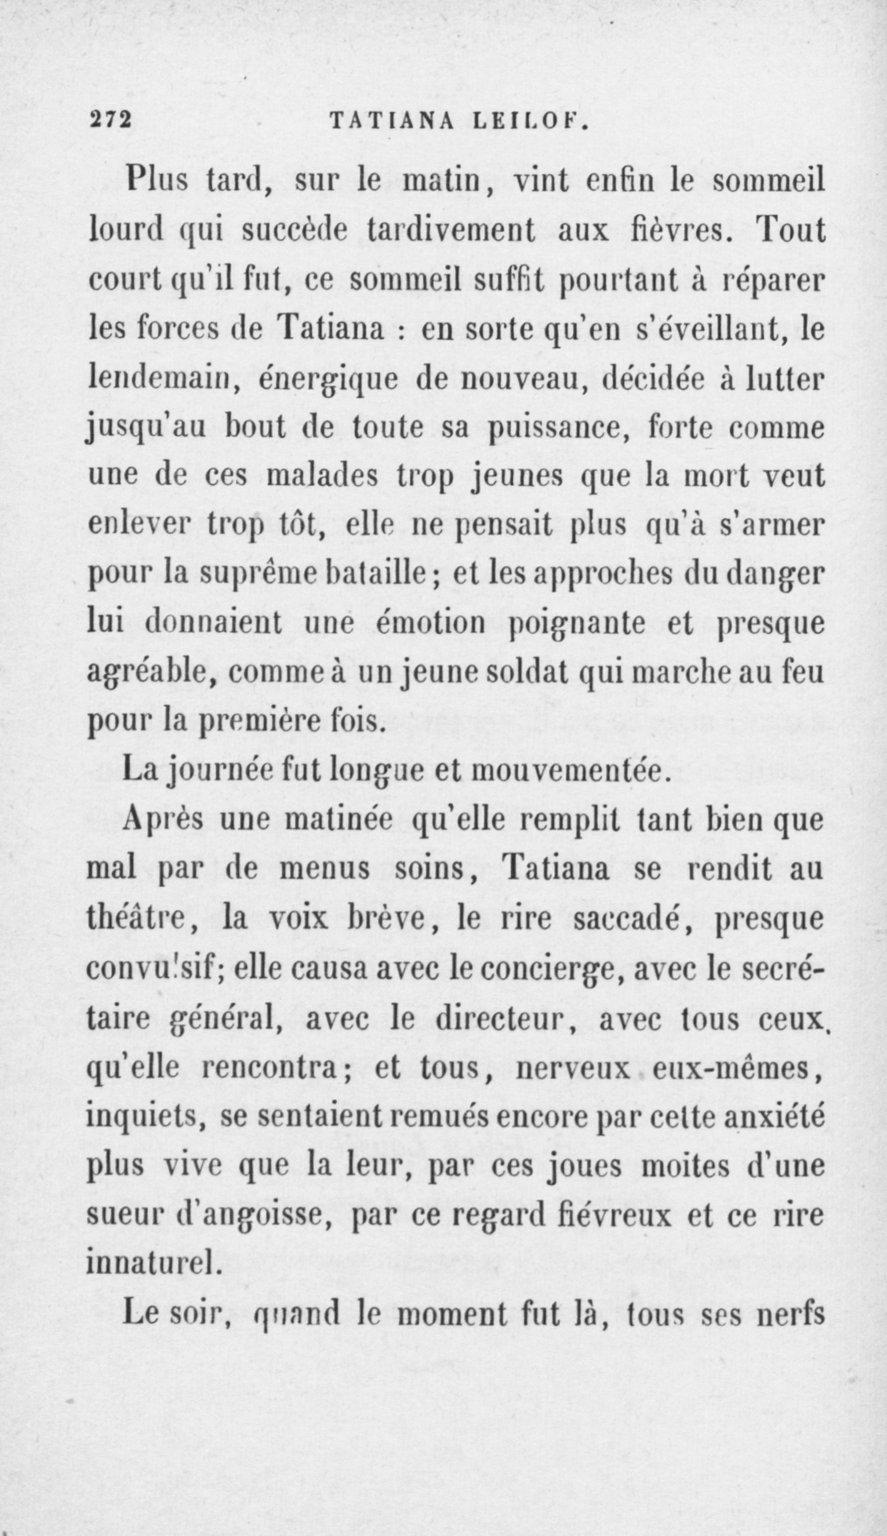 272 TATIANA LEILOF.
Plus tard, sur le matin, vint enfin le sommeil
lourd qui succède tardivement aux fièvres. Tout
court qu'il fut, ce sommeil suffit pourtant à réparer
les forces de Tatiana : en sorte qu'en s'éveillant, le
lendemain, énergique de nouveau, décidée à lutter
jusqu'au bout de toute sa puissance, forte comme
une de ces malades trop jeunes que la mort veut
enlever trop tôt, elle ne pensait plus qu'à s'armer
pour la suprême bataille; et les approches du danger
lui donnaient une émotion poignante et presque
agréable, comme à un jeune soldat qui marche au feu
pour la première fois.
La journée fut longue et mouvementée.
Après une matinée qu'elle remplit tant bien que
mal par de menus soins, Tatiana se rendit au
théâtre, la voix brève, le rire saccadé, presque
convulsif; elle causa avec le concierge, avec le secré-
taire général, avec le directeur, avec tous ceux.
qu'elle rencontra; et tous, nerveux eux-mêmes,
inquiets, se sentaient remués encore par cette anxiété
plus vive que la leur, par ces joues moites d'une
sueur d'angoisse, par ce regard fiévreux et ce rire
innaturel.
Le soir, quand le moment fut là, tous ses nerfs